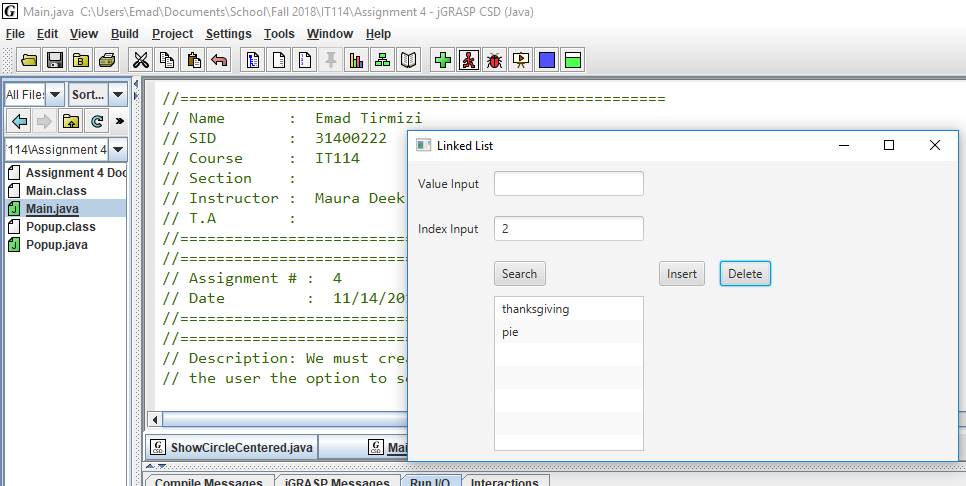 Main.java C:\Users\Emad\Documents\School\Fall 2018\IT114\Assignment 4 - jGRASP CSD (Java)
File Edit View Build Project Settings Tools Window Help
All File: Sort... »
114\Assignment 4
Assignment 4 Doc
Main.class
Main.java
Popup.class
Popup.java
//======================================================
// Name : Emad Tirmizi
// SID : 31400222
// Course : IT114
// Section :
// Instructor : Maura Deek
// T.A :
//============================
//============================
// Assignment # : 4
// Date : 11/14/20
//============================
//============================
// Description: We must crea
// the user the option to s
Linked List
Value Input
Index Input 2
Search Insert Delete
thanksgiving
pie
ShowCircleCentered.java Mai
Compile Messages jGRASP Messages Run I/O Interactions